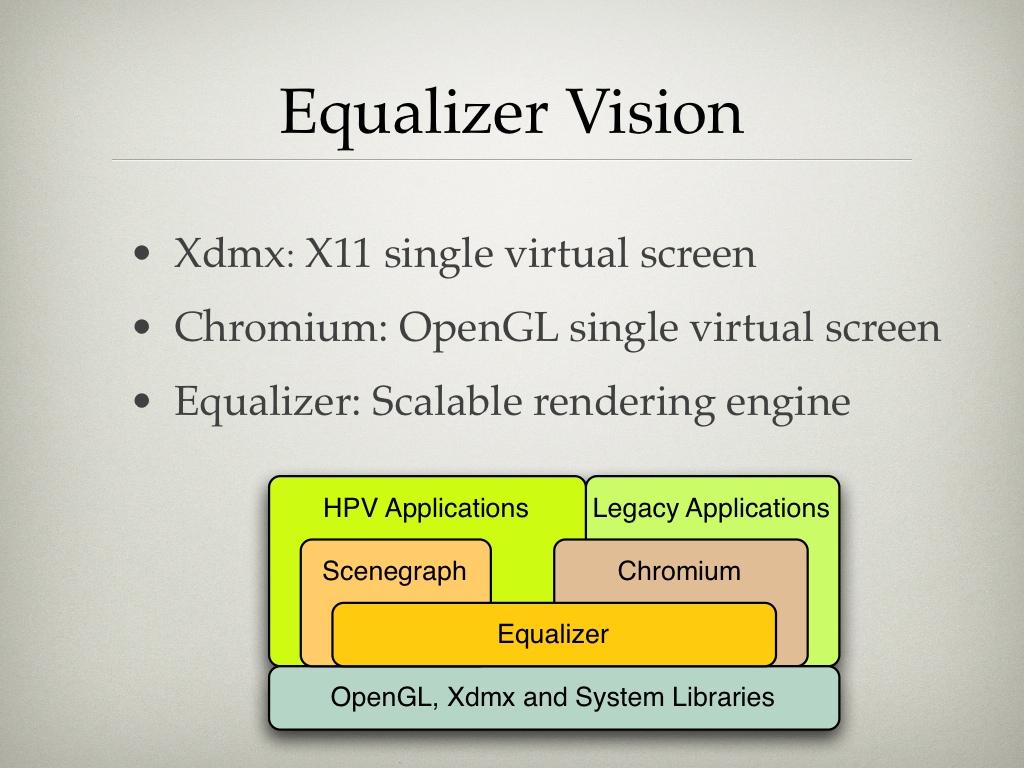 Equalizer Vision
• Xdmx: X11 single virtual screen
• Chromium: OpenGL single virtual screen
• Equalizer: Scalable rendering engine
HPV Applications
Legacy Applications
Scenegraph
Chromium
Equalizer
OpenGL, Xdmx and System Libraries